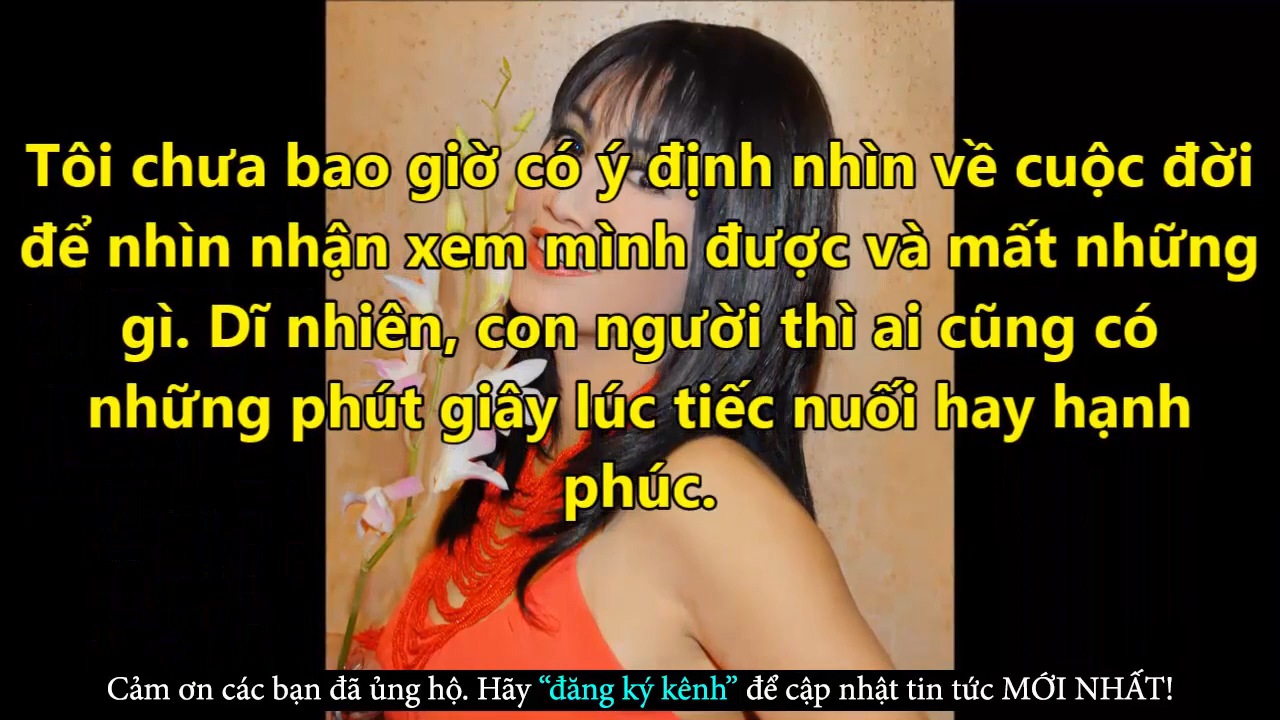 Tôi chưa bao giờ có ý định nhìn về cuộc đời
để nhìn nhận xem mình được và mất những
gì. Dĩ nhiên, con người thì ai cũng có
những phút giây lúc tiếc nuối hay hạnh
phúc.
Cảm ơn các bạn đã ủng hộ. Hãy “đăng ký kênh” để cập nhật tin tức MỚI NHẤT!